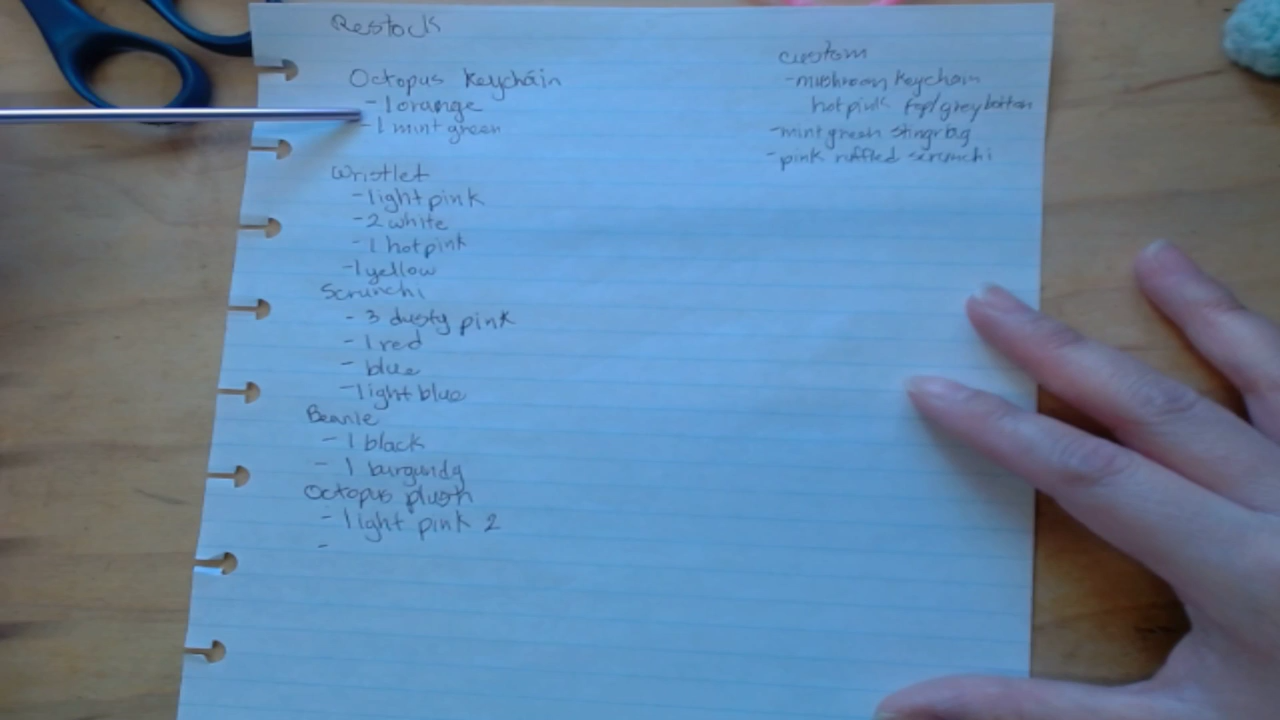 Restock
Octopus Keychain
- 1 orange
- 1 mint green
Wristlet
- light pink
- 2 white
- 1 hot pink
- 1 yellow
Scrunchi
- 3 dusty pink
- 1 red
- blue
- light blue
Beanie
- 1 black
- 1 burgundy
Octopus plush
- light pink 2
-
custom
- mushroom keychain
hot pink top/grey bottom
- mint green stingray
- pink ruffled scrunchi